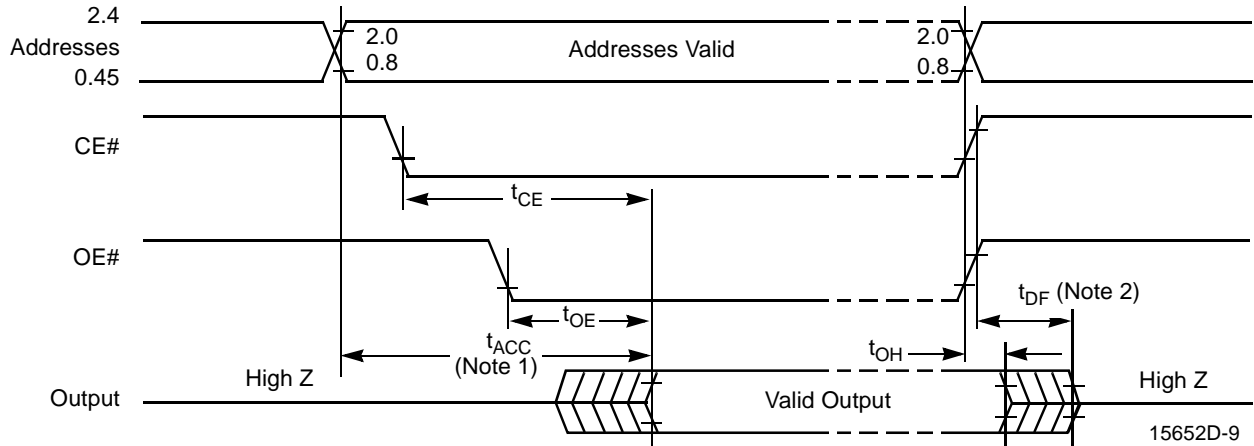 2.4
Addresses
0.45
2.0
0.8
Addresses Valid
2.0
0.8
CE#
tCE
OE#
tOE
tDF (Note 2)
tACC
(Note 1)
tOH
Output
High Z
Valid Output
High Z
15652D-9